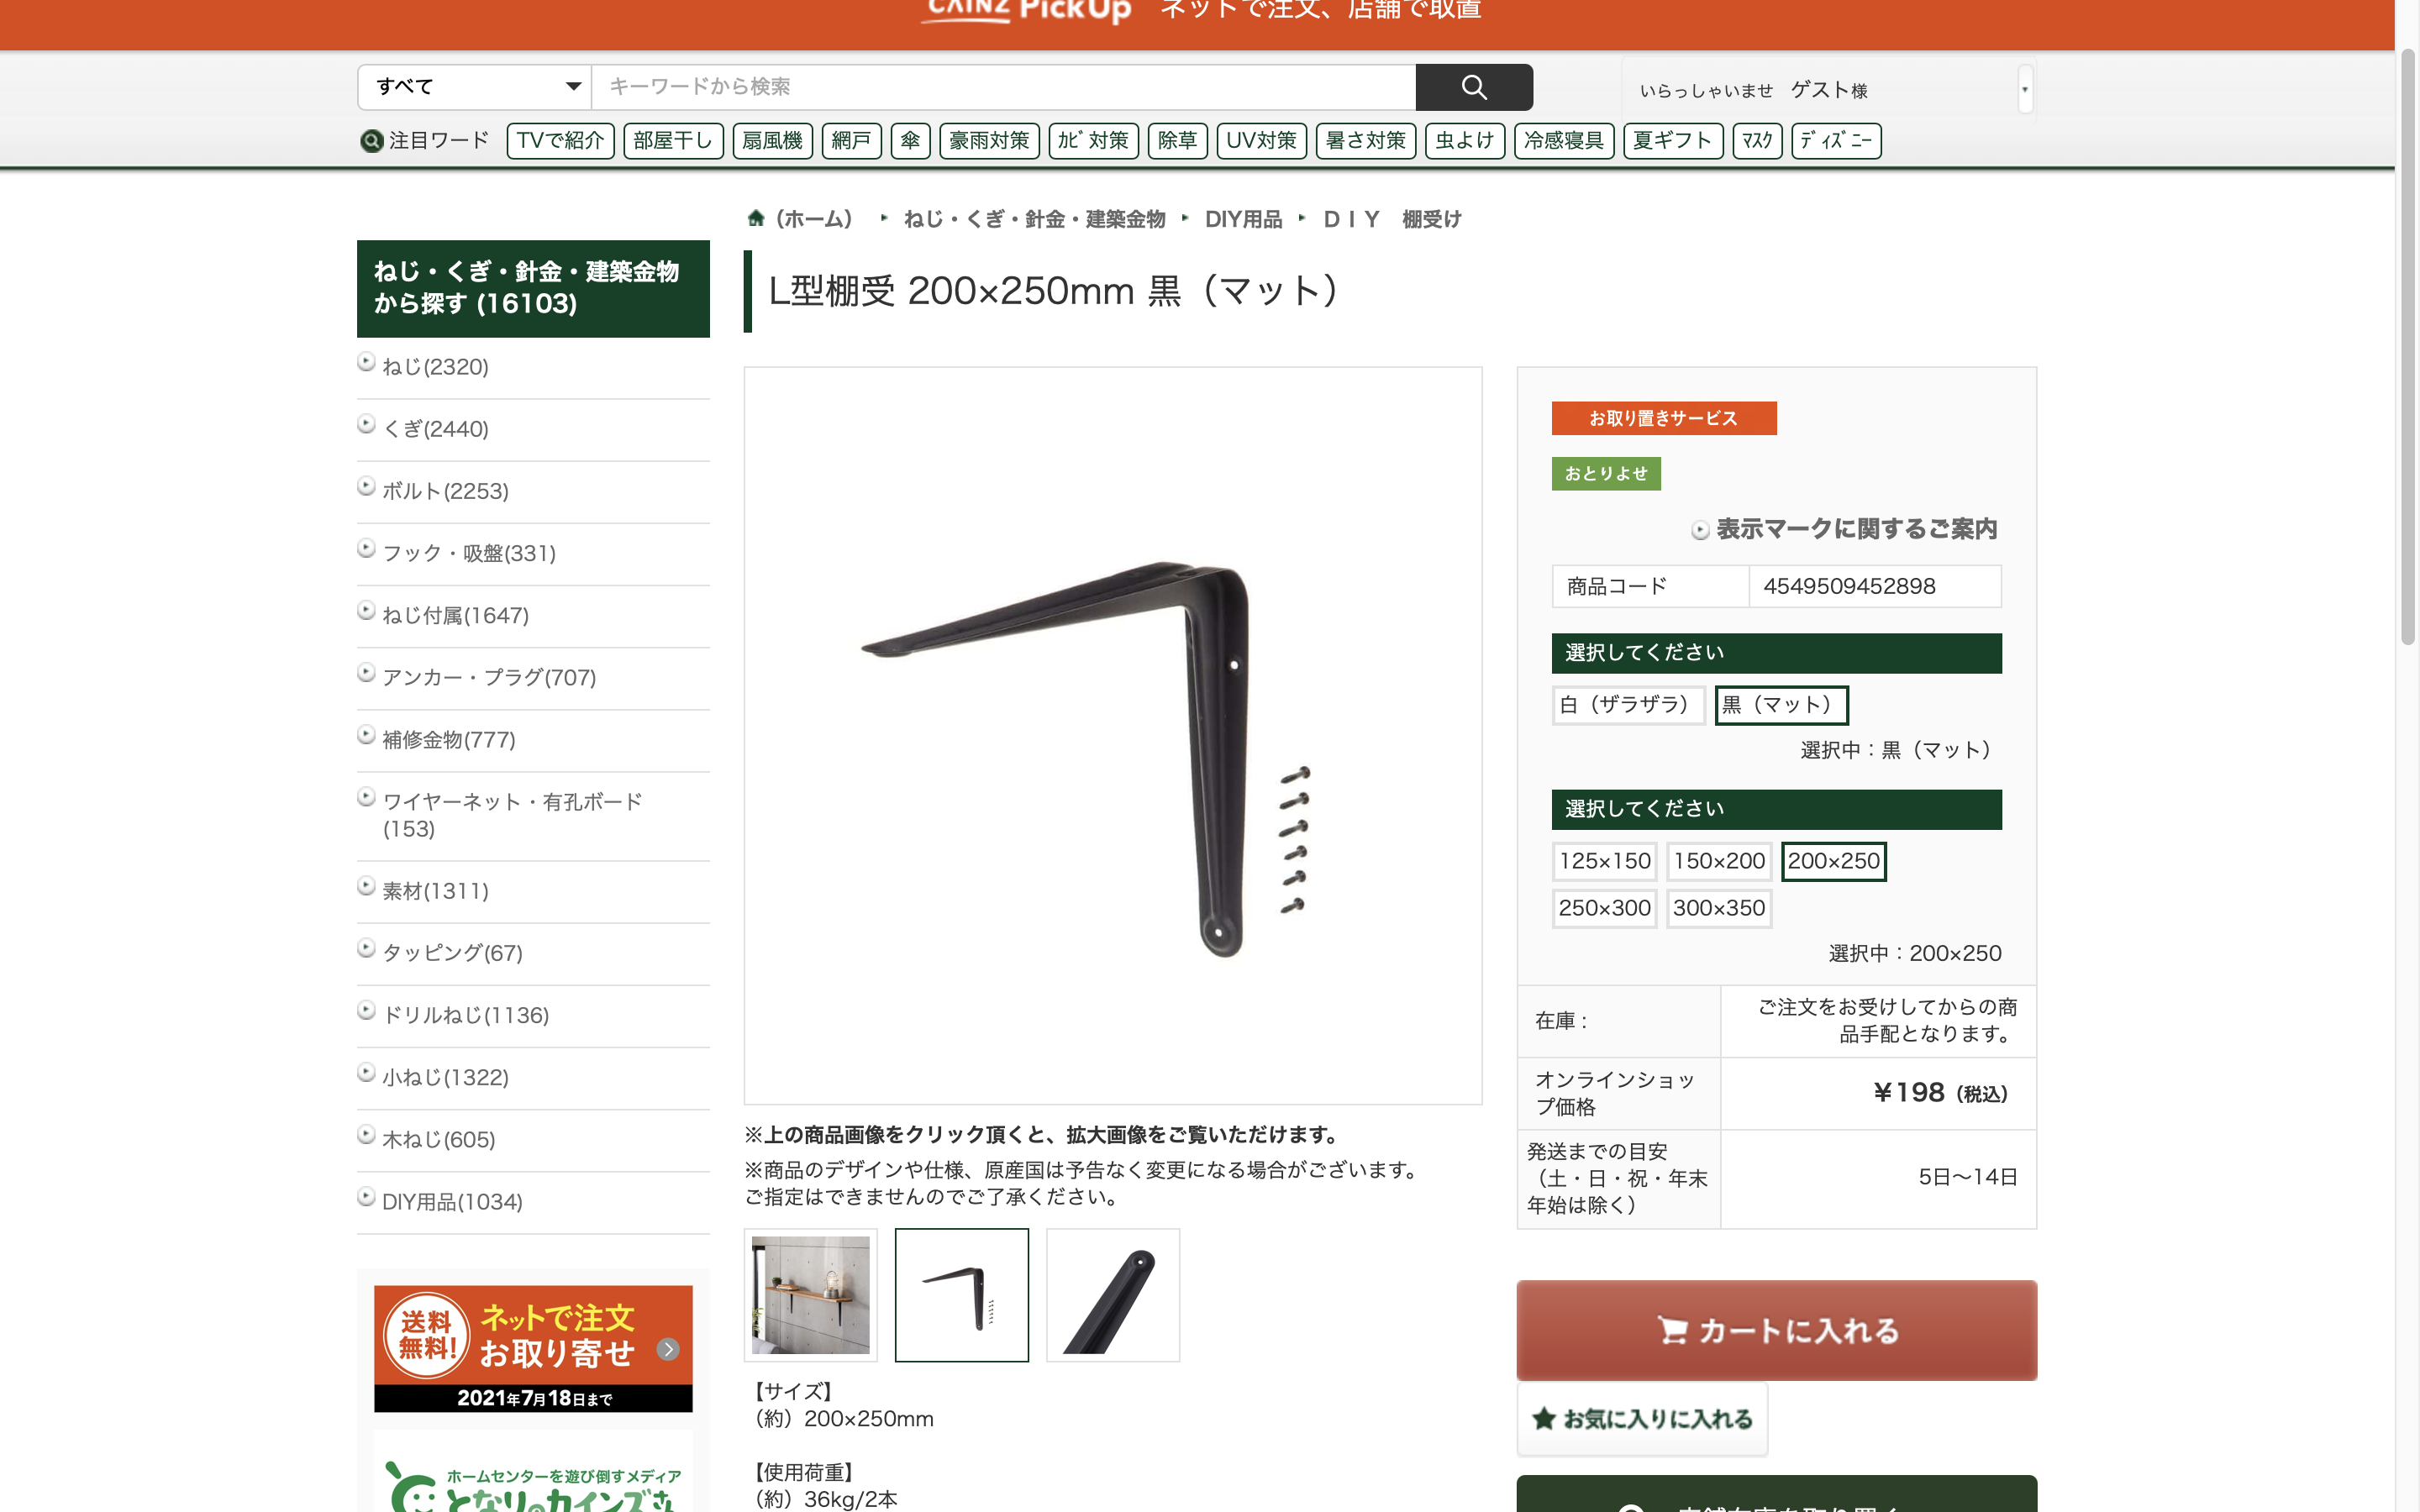 CAINZ PickUp ネットで注文、店舗で取置
すべて
キーワードから検索
いらっしゃいませ ゲスト様
注目ワード
TVで紹介
部屋干し
扇風機
網戸
傘
豪雨対策
ｶﾋﾞ対策
除草
UV対策
暑さ対策
虫よけ
冷感寝具
夏ギフト
ﾏｽｸ
ﾃﾞｨｽﾞﾆｰ
（ホーム） ねじ・くぎ・針金・建築金物 DIY用品 ＤＩＹ 棚受け
ねじ・くぎ・針金・建築金物
から探す (16103)
ねじ(2320)
くぎ(2440)
ボルト(2253)
フック・吸盤(331)
ねじ付属(1647)
アンカー・プラグ(707)
補修金物(777)
ワイヤーネット・有孔ボード
(153)
素材(1311)
タッピング(67)
ドリルねじ(1136)
小ねじ(1322)
木ねじ(605)
DIY用品(1034)
送料
無料!
ネットで注文
お取り寄せ
2021年7月18日まで
ホームセンターを遊び倒すメディア
となりのカインズさん
L型棚受 200×250mm 黒（マット）
※上の商品画像をクリック頂くと、拡大画像をご覧いただけます。
※商品のデザインや仕様、原産国は予告なく変更になる場合がございます。
ご指定はできませんのでご了承ください。
【サイズ】
（約）200×250mm
【使用荷重】
（約）36kg/2本
お取り置きサービス
おとりよせ
表示マークに関するご案内
商品コード 4549509452898
選択してください
白（ザラザラ） 黒（マット）
選択中：黒（マット）
選択してください
125×150 150×200 200×250
250×300 300×350
選択中：200×250
在庫 :
ご注文をお受けしてからの商
品手配となります。
オンラインショッ
プ価格
¥198（税込）
発送までの目安
（土・日・祝・年末
年始は除く）
5日〜14日
カートに入れる
お気に入りに入れる